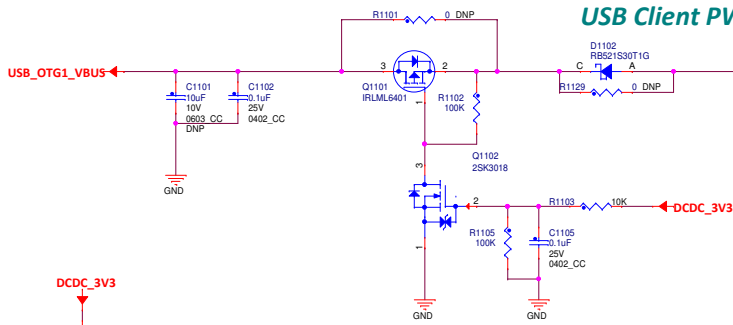 USB Client PV
R1101
0 DNP
D1102
RB521S30T1G
USB_OTG1_VBUS
3
2
C
A
C1101
10uF
10V
0603_CC
DNP
C1102
0.1uF
25V
0402_CC
Q1101
IRLML6401
1
R1102
100K
R1129
0 DNP
GND
3
Q1102
2SK3018
2
1
R1103
10K
DCDC_3V3
R1105
100K
C1105
0.1uF
25V
0402_CC
DCDC_3V3
GND
GND